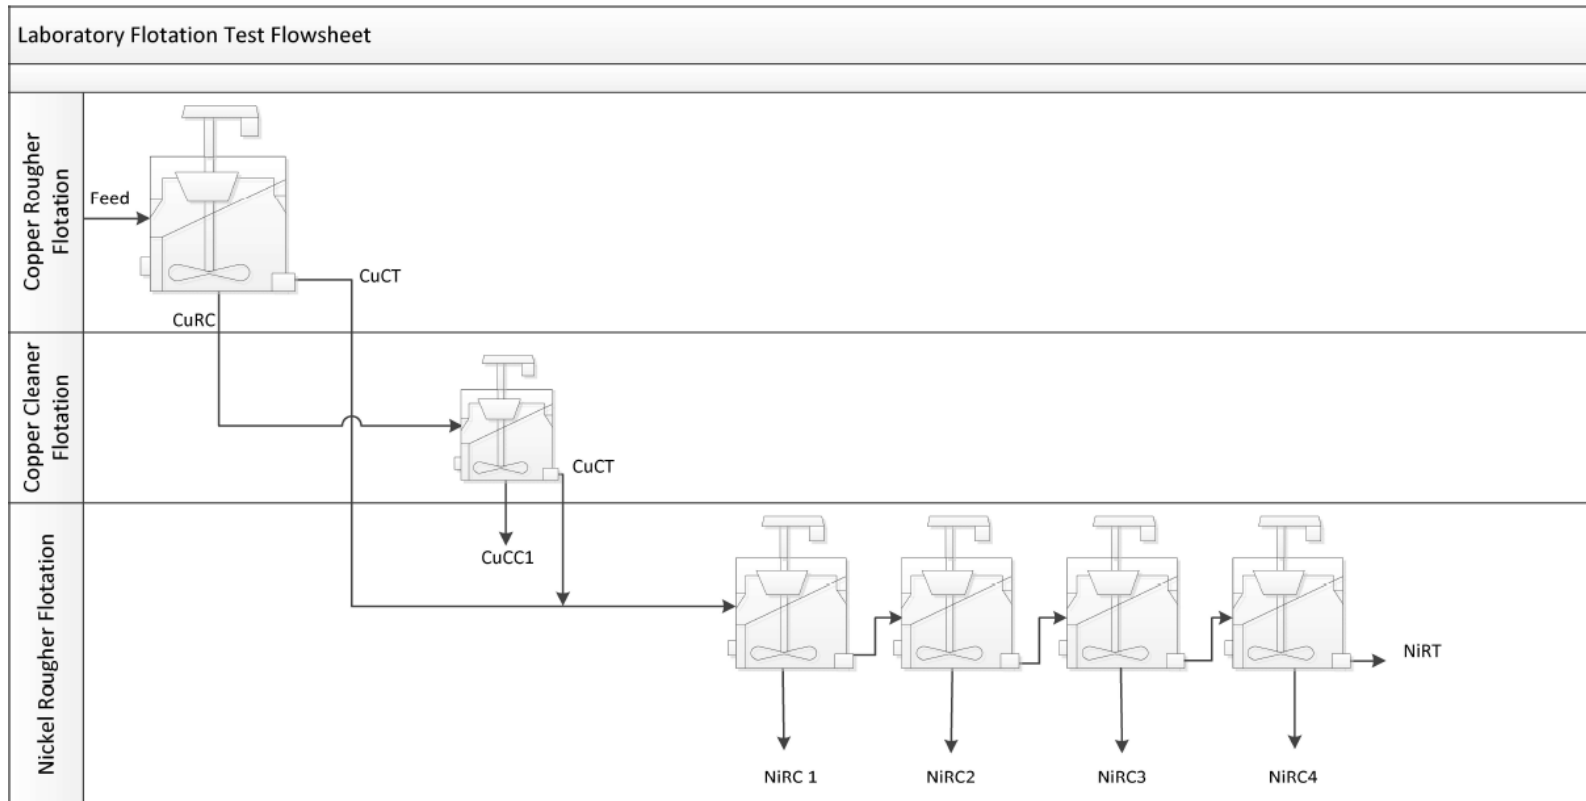 Laboratory Flotation Test Flowsheet
Copper Rougher
Flotation
Feed
CuCT
CuRC
Copper Cleaner
Flotation
CuCT
CuCC1
Nickel Rougher Flotation
NiRT
NiRC 1
NiRC2
NiRC3
NiRC4